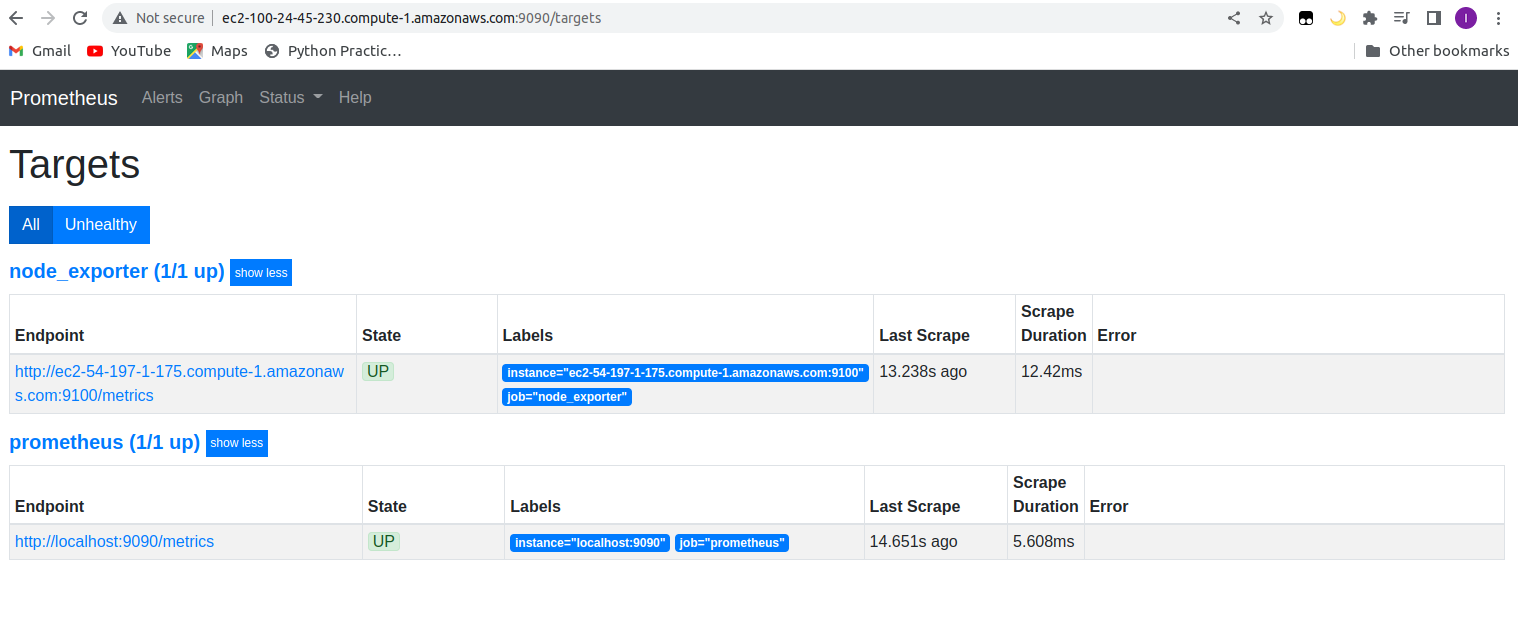 Not secure ec2-100-24-45-230.compute-1.amazonaws.com:9090/targets
I
Gmail YouTube Maps Python Practic... Other bookmarks
Prometheus Alerts Graph Status Help
Targets
All Unhealthy
node_exporter (1/1 up) show less
Scrape
Endpoint State Labels Last Scrape Duration Error
http://ec2-54-197-1-175.compute-1.amazonaw UP instance="ec2-54-197-1-175.compute-1.amazonaws.com:9100" 13.238s ago 12.42ms
s.com:9100/metrics job="node_exporter"
prometheus (1/1 up) show less
Scrape
Endpoint State Labels Last Scrape Duration Error
http://localhost:9090/metrics UP instance="localhost:9090" job="prometheus" 14.651s ago 5.608ms